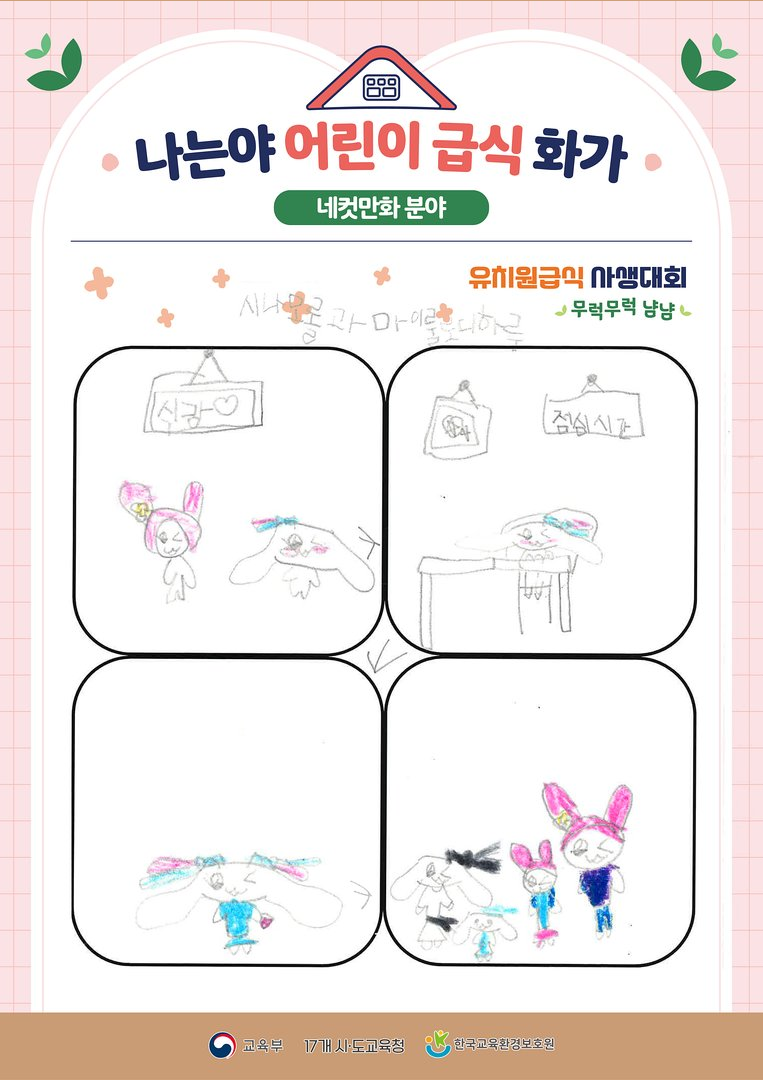 나는야 어린이 급식 화가
네컷만화 분야
유치원급식 사생대회
무럭무럭 냠냠
시나모롤과 마이멜로디하루
식당♡
점심시간
교육부 17개 시·도교육청 한국교육환경보호원